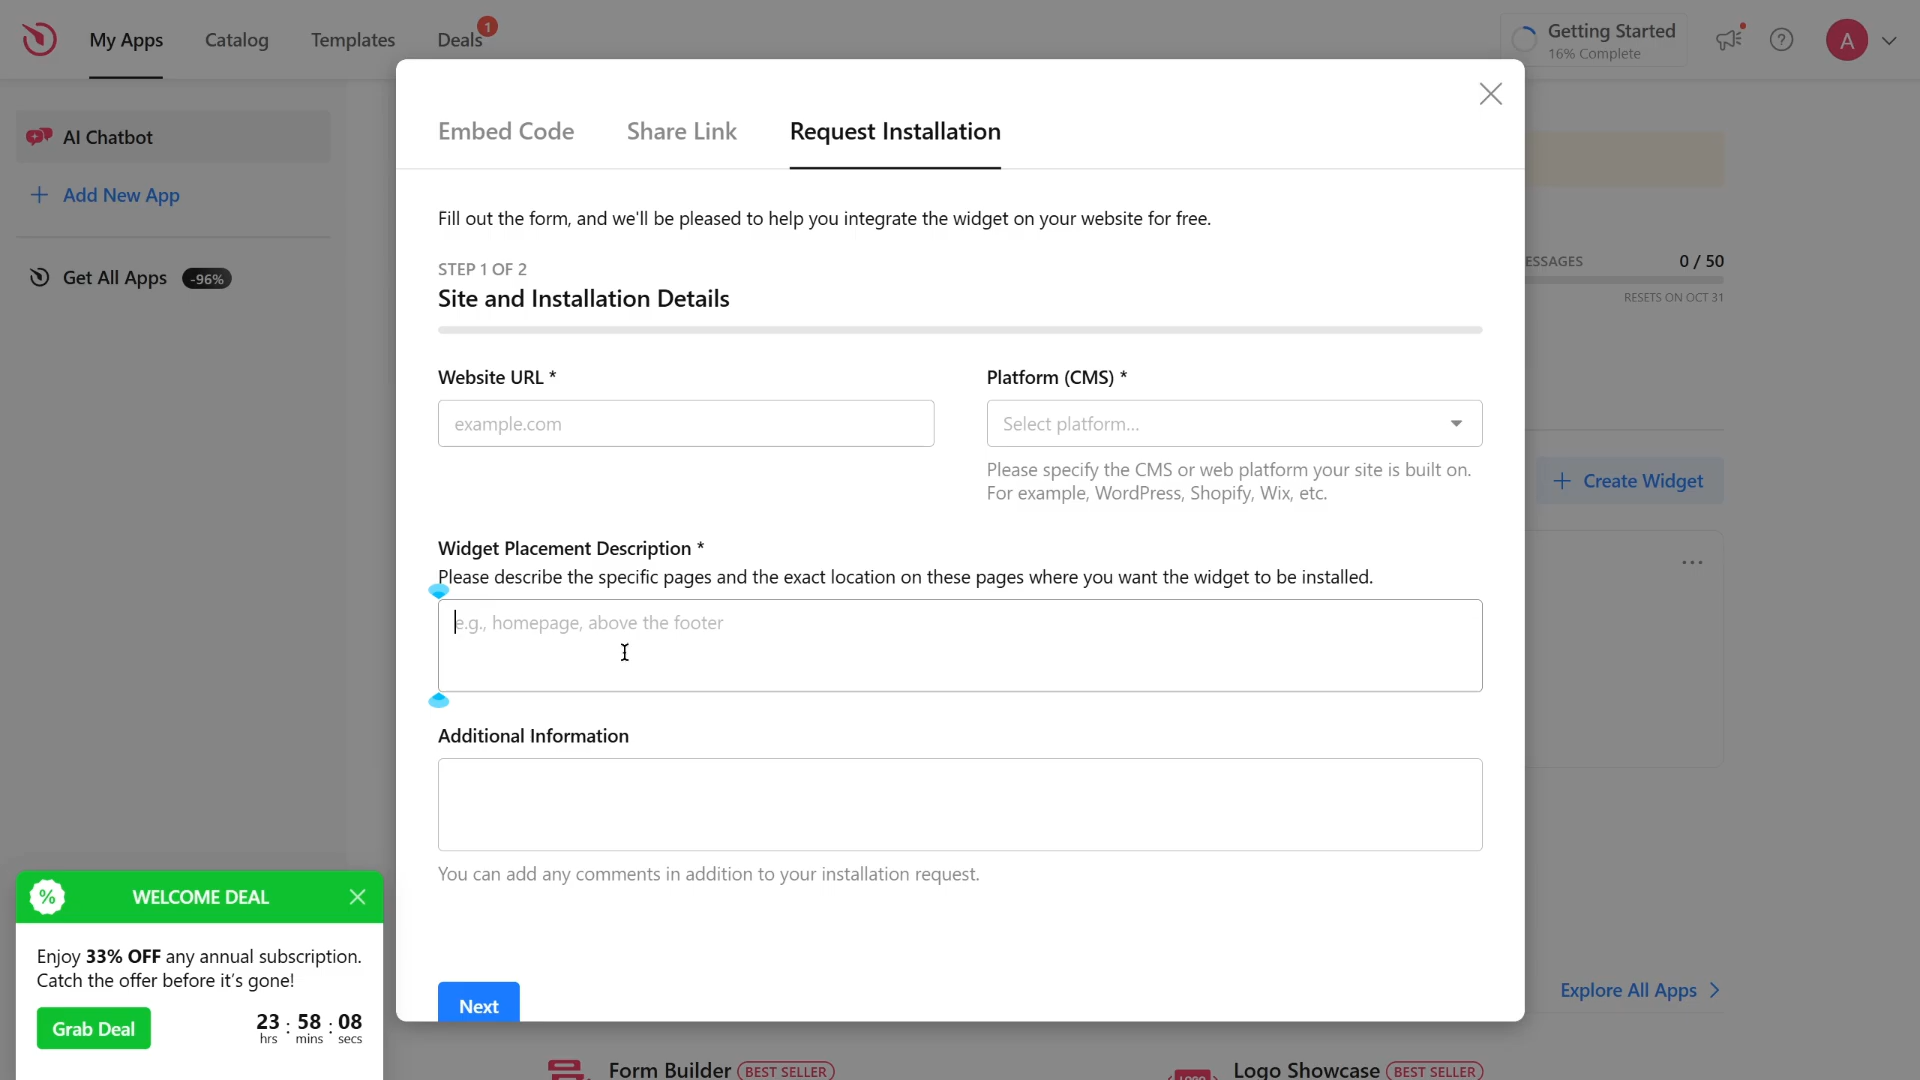 My Apps
Catalog
Templates
Deals
1
Getting Started
16% Complete
?
A
AI Chatbot
+ Add New App
Get All Apps
-96%
Embed Code
Share Link
Request Installation
Fill out the form, and we'll be pleased to help you integrate the widget on your website for free.
STEP 1 OF 2
Site and Installation Details
Website URL *
example.com
Platform (CMS) *
Select platform...
Please specify the CMS or web platform your site is built on.
For example, WordPress, Shopify, Wix, etc.
Widget Placement Description *
Please describe the specific pages and the exact location on these pages where you want the widget to be installed.
e.g., homepage, above the footer
Additional Information
You can add any comments in addition to your installation request.
Next
ESSAGES
0 / 50
RESETS ON OCT 31
+ Create Widget
...
Explore All Apps >
% WELCOME DEAL
Enjoy 33% OFF any annual subscription.
Catch the offer before it's gone!
Grab Deal
23 : 58 : 08
hrs mins secs
Form Builder
BEST SELLER
LOGO
Logo Showcase
BEST SELLER